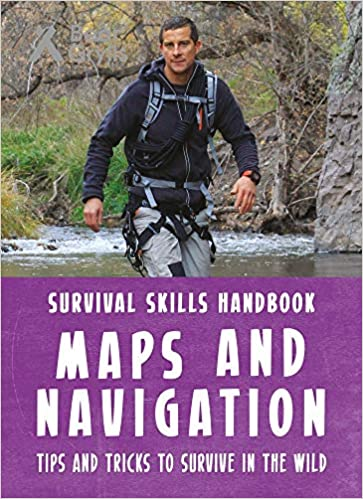 SURVIVAL SKILLS HANDBOOK
MAPS AND
NAVIGATION
TIPS AND TRICKS TO SURVIVE IN THE WILD